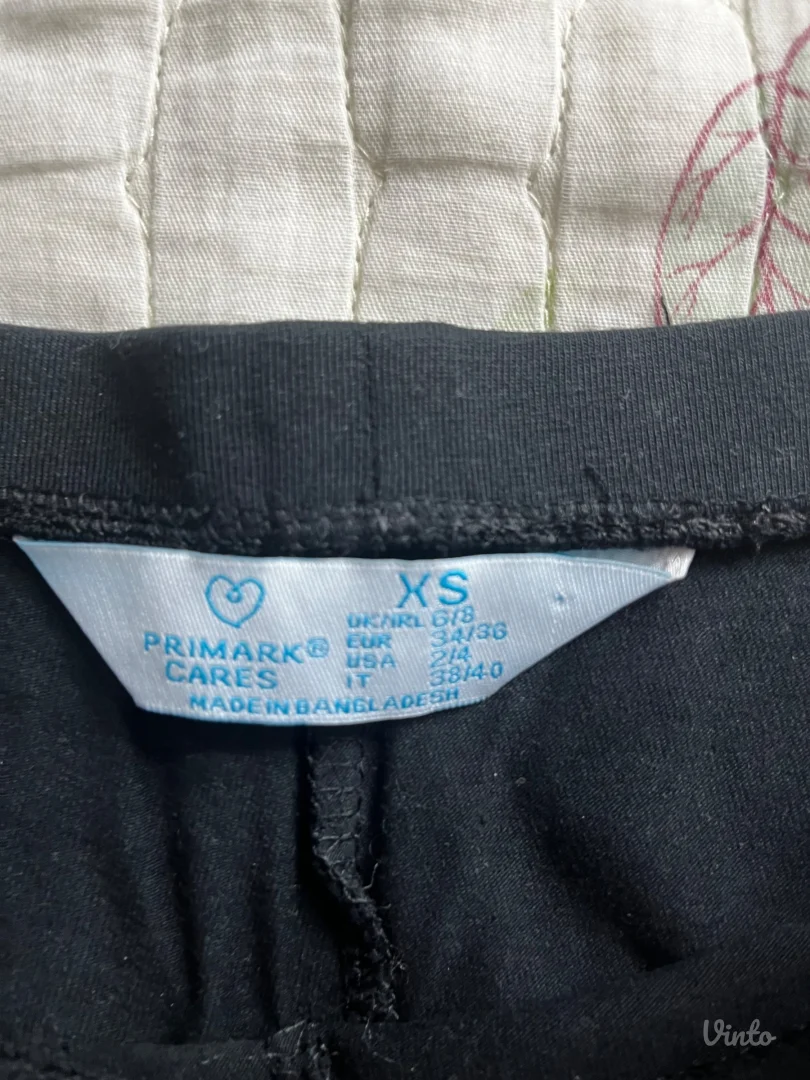 XS
UK/IRL 6/8
EUR 34/36
USA 2/4
IT 38/40
PRIMARK®
CARES
MADE IN BANGLADESH
Vinto